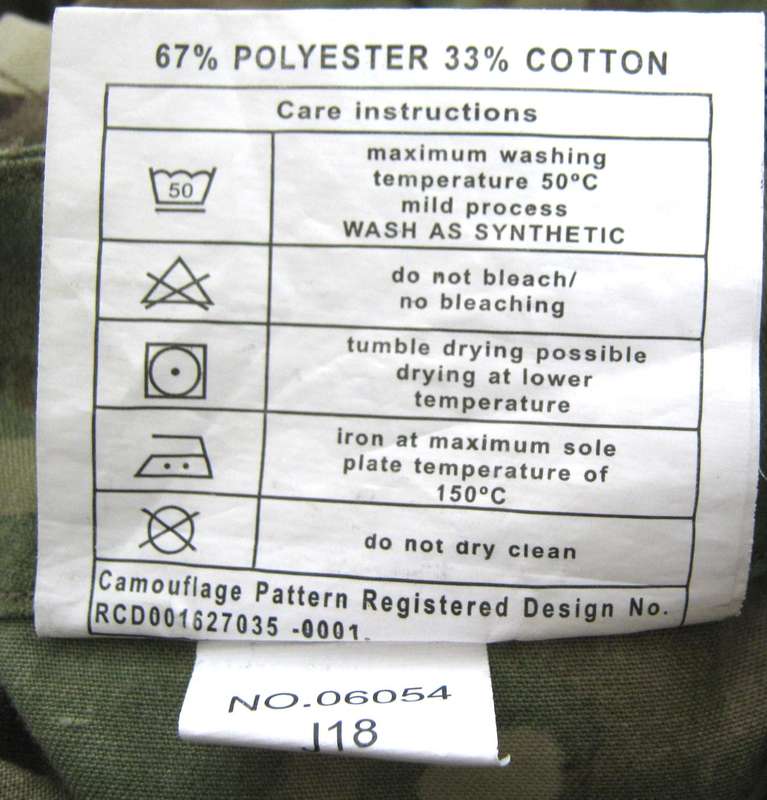 67% POLYESTER 33% COTTON
Care instructions
50
maximum washing
temperature 50ºC
mild process
WASH AS SYNTHETIC
do not bleach/
no bleaching
tumble drying possible
drying at lower
temperature
iron at maximum sole
plate temperature of
150ºC
do not dry clean
Camouflage Pattern Registered Design No.
RCD001627035 -0001.
NO.06054
J18